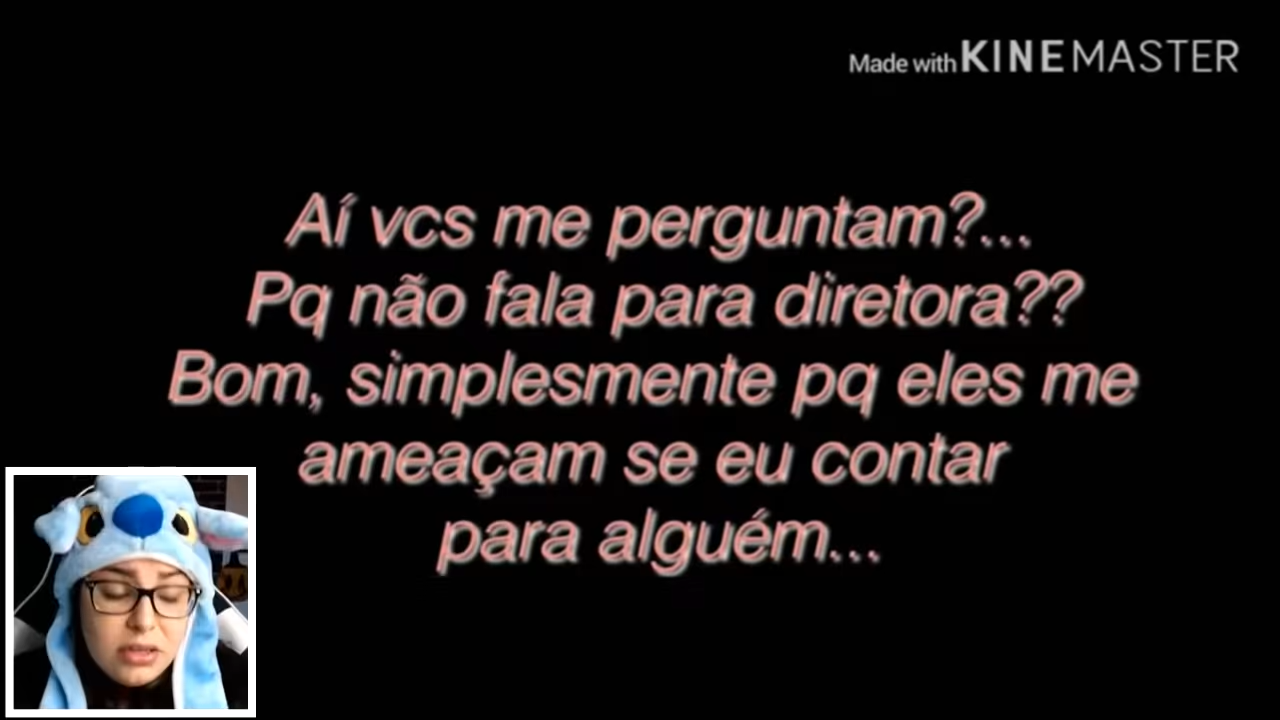 Made with KINEMASTER
Aí vcs me perguntam?...
Pq não fala para diretora??
Bom, simplesmente pq eles me
ameaçam se eu contar
para alguém...